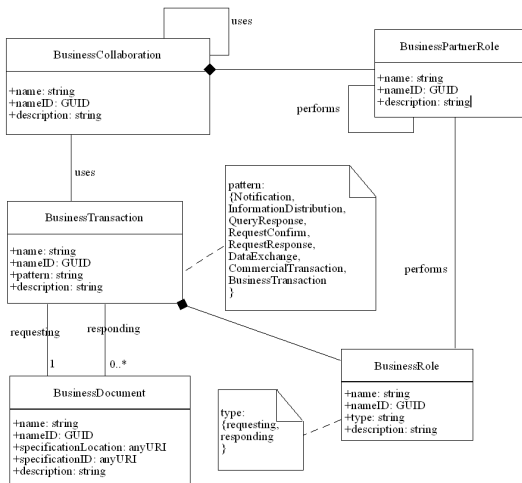 uses
BusinessCollaboration
+name: string
+nameID: GUID
+description: string
BusinessPartnerRole
+name: string
+nameID: GUID
+description: string
performs
uses
pattern:
{Notification,
InformationDistribution,
QueryResponse,
RequestConfirm,
RequestResponse,
DataExchange,
CommercialTransaction,
BusinessTransaction
}
BusinessTransaction
+name: string
+nameID: GUID
+pattern: string
+description: string
performs
requesting
responding
1
0..*
BusinessDocument
+name: string
+nameID: GUID
+specificationLocation: anyURI
+specificationID: anyURI
+description: string
type:
{requesting,
responding
}
BusinessRole
+name: string
+nameID: GUID
+type: string
+description: string